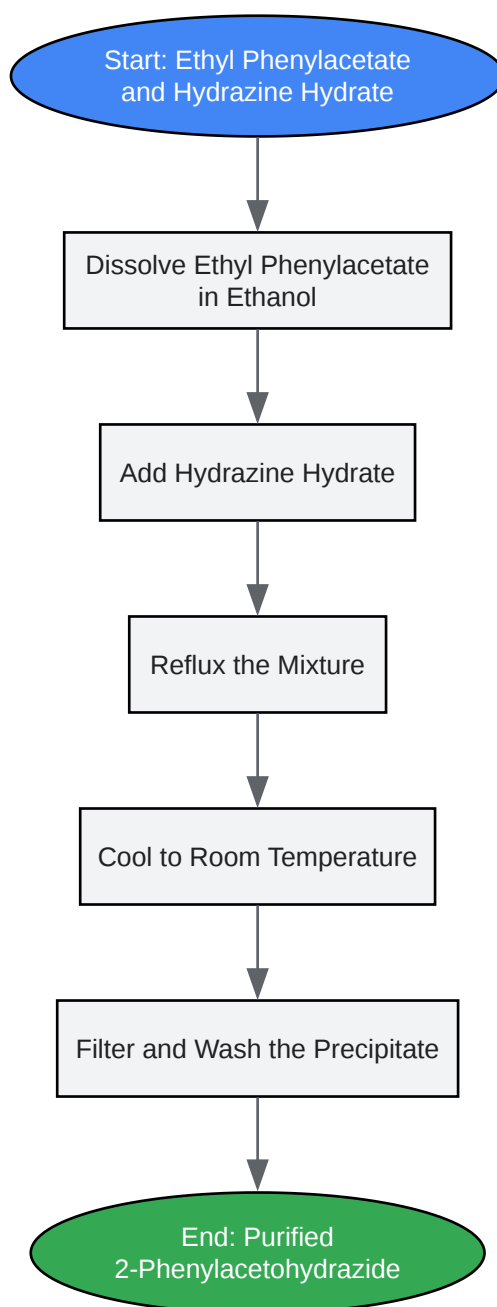 Start: Ethyl Phenylacetate
and Hydrazine Hydrate
Dissolve Ethyl Phenylacetate
in Ethanol
Add Hydrazine Hydrate
Reflux the Mixture
Cool to Room Temperature
Filter and Wash the Precipitate
End: Purified
2-Phenylacetohydrazide